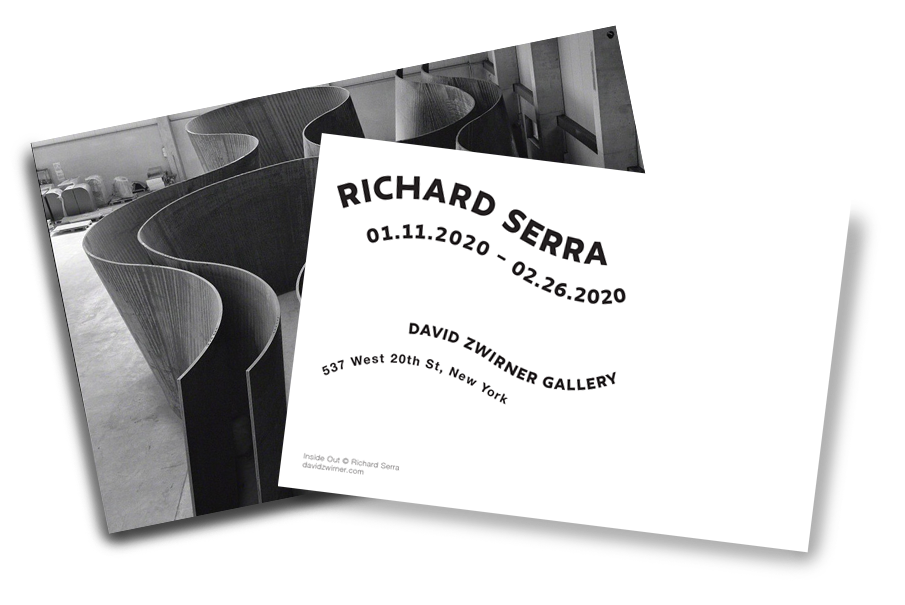 RICHARD SERRA
01.11.2020 – 02.26.2020
DAVID ZWIRNER GALLERY
537 West 20th St, New York
Inside Out © Richard Serra
davidzwirner.com